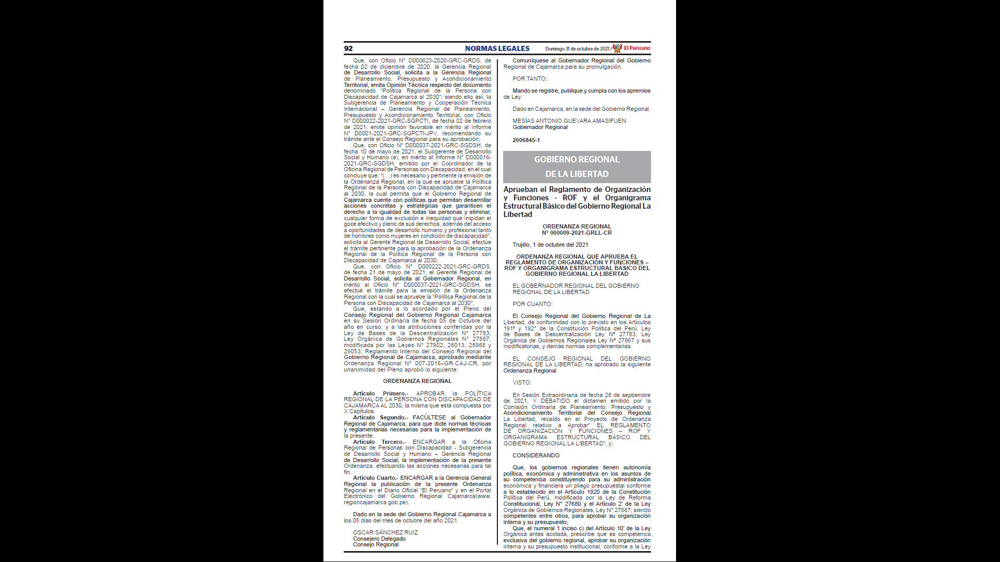 92
NORMAS LEGALES
Domingo 31 de octubre de 2021 / El Peruano
Que, con Oficio N° D000623-2020-GRC-GRDS, de
fecha 02 de diciembre de 2020, la Gerencia Regional
de Desarrollo Social, solicita a la Gerencia Regional
de Planeamiento, Presupuesto y Acondicionamiento
Territorial, emita Opinión Técnica respecto del documento
denominado “Política Regional de la Persona con
Discapacidad de Cajamarca al 2030”; siendo ello así, la
Subgerencia de Planeamiento y Cooperación Técnica
Internacional – Gerencia Regional de Planeamiento,
Presupuesto y Acondicionamiento Territorial, con Oficio
N° D000022-2021-GRC-SGPCTI, de fecha 02 de febrero
de 2021, emite opinión favorable en mérito al Informe
N° D0001-2021-GRC-SGPCTI-JPV, recomendando su
trámite ante el Consejo Regional para su aprobación;
Que, con Oficio N° D000037-2021-GRC-SGDSH, de
fecha 10 de mayo de 2021, el Subgerente de Desarrollo
Social y Humano (e), en mérito al Informe N° D000016-
2021-GRC-SGDSH, emitido por el Coordinador de la
Oficina Regional de Personas con Discapacidad, en el cual
concluye que: “(…) es necesario y pertinente la emisión de
la Ordenanza Regional, en la que se apruebe la Política
Regional de la Persona con Discapacidad de Cajamarca
al 2030, la cual permita que el Gobierno Regional de
Cajamarca cuente con políticas que permitan desarrollar
acciones concretas y estratégicas que garanticen el
derecho a la igualdad de todas las personas y eliminar,
cualquier forma de exclusión e inequidad que impidan el
goce efectivo y pleno de sus derechos, además del acceso
a oportunidades de desarrollo humano y profesional tanto
de hombres como mujeres en condición de discapacidad”,
solicita al Gerente Regional de Desarrollo Social, efectúe
el trámite pertinente para la aprobación de la Ordenanza
Regional de la Política Regional de la Persona con
Discapacidad de Cajamarca al 2030;
Que, con Oficio N° D000222-2021-GRC-GRDS,
de fecha 21 de mayo de 2021, el Gerente Regional de
Desarrollo Social, solicita al Gobernador Regional, en
mérito al Oficio N° D000037-2021-GRC-SGDSH, se
efectué el trámite para la emisión de la Ordenanza
Regional con la cual se apruebe la “Política Regional de la
Persona con Discapacidad de Cajamarca al 2030”;
Que, estando a lo acordado por el Pleno del
Consejo Regional del Gobierno Regional Cajamarca
en su Sesión Ordinaria de fecha 05 de Octubre del
año en curso, y a las atribuciones conferidas por la
Ley de Bases de la Descentralización N° 27783;
Ley Orgánica de Gobiernos Regionales N° 27867,
modificada por las Leyes N° 27902, 28013, 28968 y
29053; Reglamento Interno del Consejo Regional del
Gobierno Regional de Cajamarca, aprobado mediante
Ordenanza Regional N° 007-2016–GR.CAJ-CR, por
unanimidad del Pleno aprobó lo siguiente:
ORDENANZA REGIONAL
Artículo Primero.- APROBAR la POLÍTICA
REGIONAL DE LA PERSONA CON DISCAPACIDAD DE
CAJAMARCA AL 2030, la misma que está compuesta por
X Capítulos.
Artículo Segundo.- FACÚLTESE al Gobernador
Regional de Cajamarca, para que dicte normas técnicas
y reglamentarias necesarias para la implementación de
la presente.
Artículo Tercero.- ENCARGAR a la Oficina
Regional de Personas con Discapacidad - Subgerencia
de Desarrollo Social y Humano – Gerencia Regional
de Desarrollo Social, la implementación de la presente
Ordenanza, efectuando las acciones necesarias para tal
fin.
Artículo Cuarto.- ENCARGAR a la Gerencia General
Regional la publicación de la presente Ordenanza
Regional en el Diario Oficial “El Peruano” y en el Portal
Electrónico del Gobierno Regional Cajamarca(www.
regioncajamarca.gob.pe).
Dado en la sede del Gobierno Regional Cajamarca a
los 05 dias del mes de octubre del año 2021.
OSCAR SÁNCHEZ RUIZ
Consejero Delegado
Consejo Regional
Comuníquese al Gobernador Regional del Gobierno
Regional de Cajamarca para su promulgación.
POR TANTO:
Mando se registre, publique y cumpla con los apremios
de Ley.
Dado en Cajamarca, en la sede del Gobierno Regional.
MESÍAS ANTONIO GUEVARA AMASIFUEN
Gobernador Regional
2006845-1
GOBIERNO REGIONAL
DE LA LIBERTAD
Aprueban el Reglamento de Organización
y Funciones - ROF y el Organigrama
Estructural Básico del Gobierno Regional La
Libertad
ORDENANZA REGIONAL
N° 000009-2021-GRLL-CR
Trujillo, 1 de octubre del 2021
ORDENANZA REGIONAL QUE APRUEBA EL
REGLAMENTO DE ORGANIZACIÓN Y FUNCIONES –
ROF Y ORGANIGRAMA ESTRUCTURAL BÁSICO DEL
GOBIERNO REGIONAL LA LIBERTAD
EL GOBERNADOR REGIONAL DEL GOBIERNO
REGIONAL DE LA LIBERTAD
POR CUANTO:
El Consejo Regional del Gobierno Regional de La
Libertad, de conformidad con lo previsto en los Artículos
191º y 192° de la Constitución Política del Perú, Ley
de Bases de Descentralización Ley Nº 27783, Ley
Orgánica de Gobiernos Regionales Ley Nº 27867 y sus
modificatorias, y demás normas complementarias.
EL CONSEJO REGIONAL DEL GOBIERNO
REGIONAL DE LA LIBERTAD; ha aprobado la siguiente
Ordenanza Regional
VISTO:
En Sesión Extraordinaria de fecha 28 de septiembre
de 2021, Y DEBATIDO el dictamen emitido por la
Comisión Ordinaria de Planeamiento, Presupuesto y
Acondicionamiento Territorial del Consejo Regional
La Libertad, recaído en el Proyecto de Ordenanza
Regional relativo a Aprobar” EL REGLAMENTO
DE ORGANIZACIÓN Y FUNCIONES – ROF Y
ORGANIGRAMA ESTRUCTURAL BÁSICO DEL
GOBIERNO REGIONAL LA LIBERTAD”, y;
CONSIDERANDO
Que, los gobiernos regionales tienen autonomía
política, económica y administrativa en los asuntos de
su competencia constituyendo para su administración
económica y financiera un pliego presupuestal conforme
a lo establecido en el Artículo 1920 de la Constitución
Política del Perú, modificada por la Ley de Reforma
Constitucional, Ley N° 27680 y el Artículo 2’ de la Ley
Orgánica de Gobiernos Regionales, Ley N° 27867; siendo
competentes entre otros, para aprobar su organización
interna y su presupuesto;
Que, el numeral 1 inciso c) del Artículo 10’ de la Ley
Orgánica antes acotada, prescribe que es competencia
exclusiva del gobierno regional, aprobar su organización
interna y su presupuesto institucional, conforme a la Ley